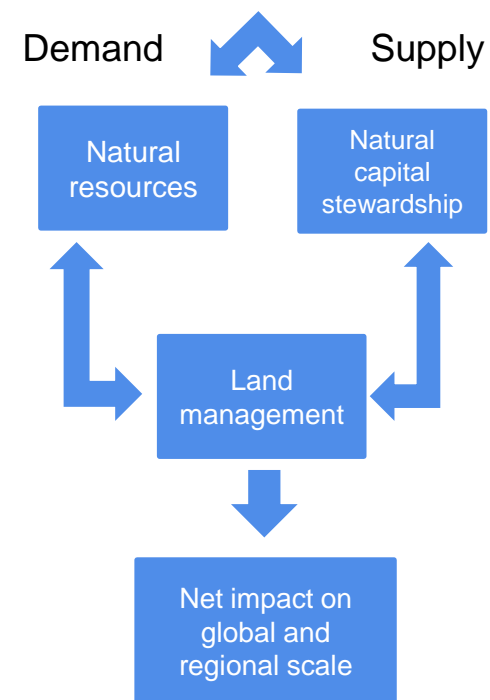 Demand
Supply
Natural
resources
Natural
capital
stewardship
Land
management
Net impact on
global and
regional scale